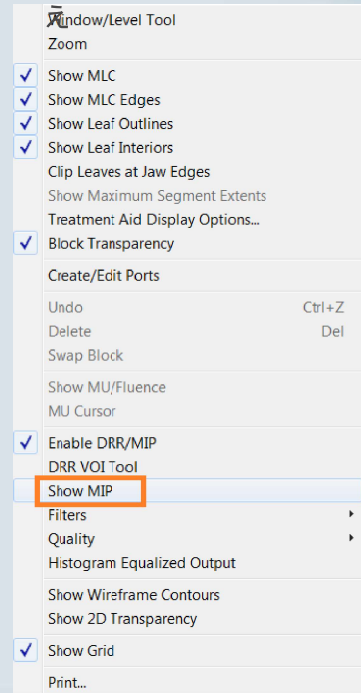 Window/Level Tool
Zoom
Show MLC
Show MLC Edges
Show Leaf Outlines
Show Leaf Interiors
Clip Leaves at Jaw Edges
Show Maximum Segment Extents
Treatment Aid Display Options...
Block Transparency
Create/Edit Ports
Undo Ctrl+Z
Delete Del
Swap Block
Show MU/Fluence
MU Cursor
Enable DRR/MIP
DRR VOI Tool
Show MIP
Filters
Quality
Histogram Equalized Output
Show Wireframe Contours
Show 2D Transparency
Show Grid
Print...